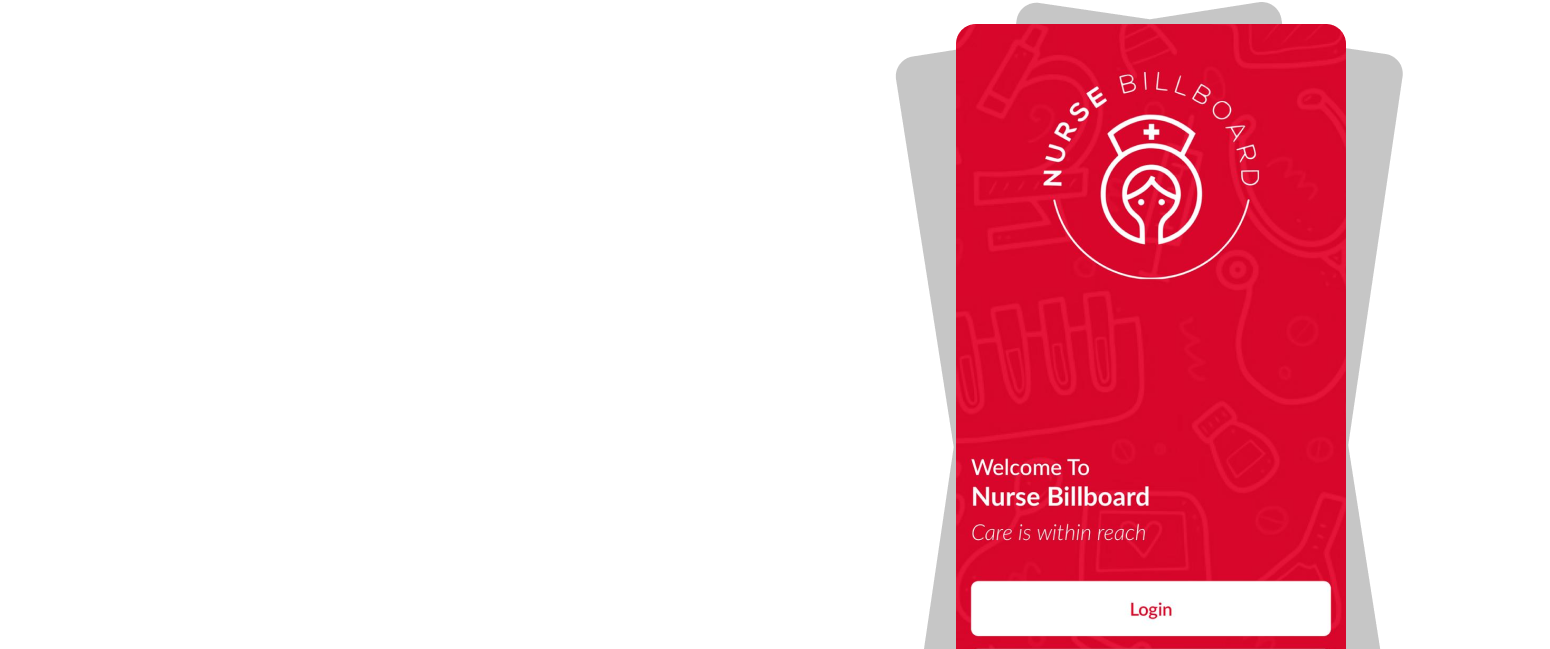 NURSE BILLBOARD
Welcome To
Nurse Billboard
Care is within reach
Login